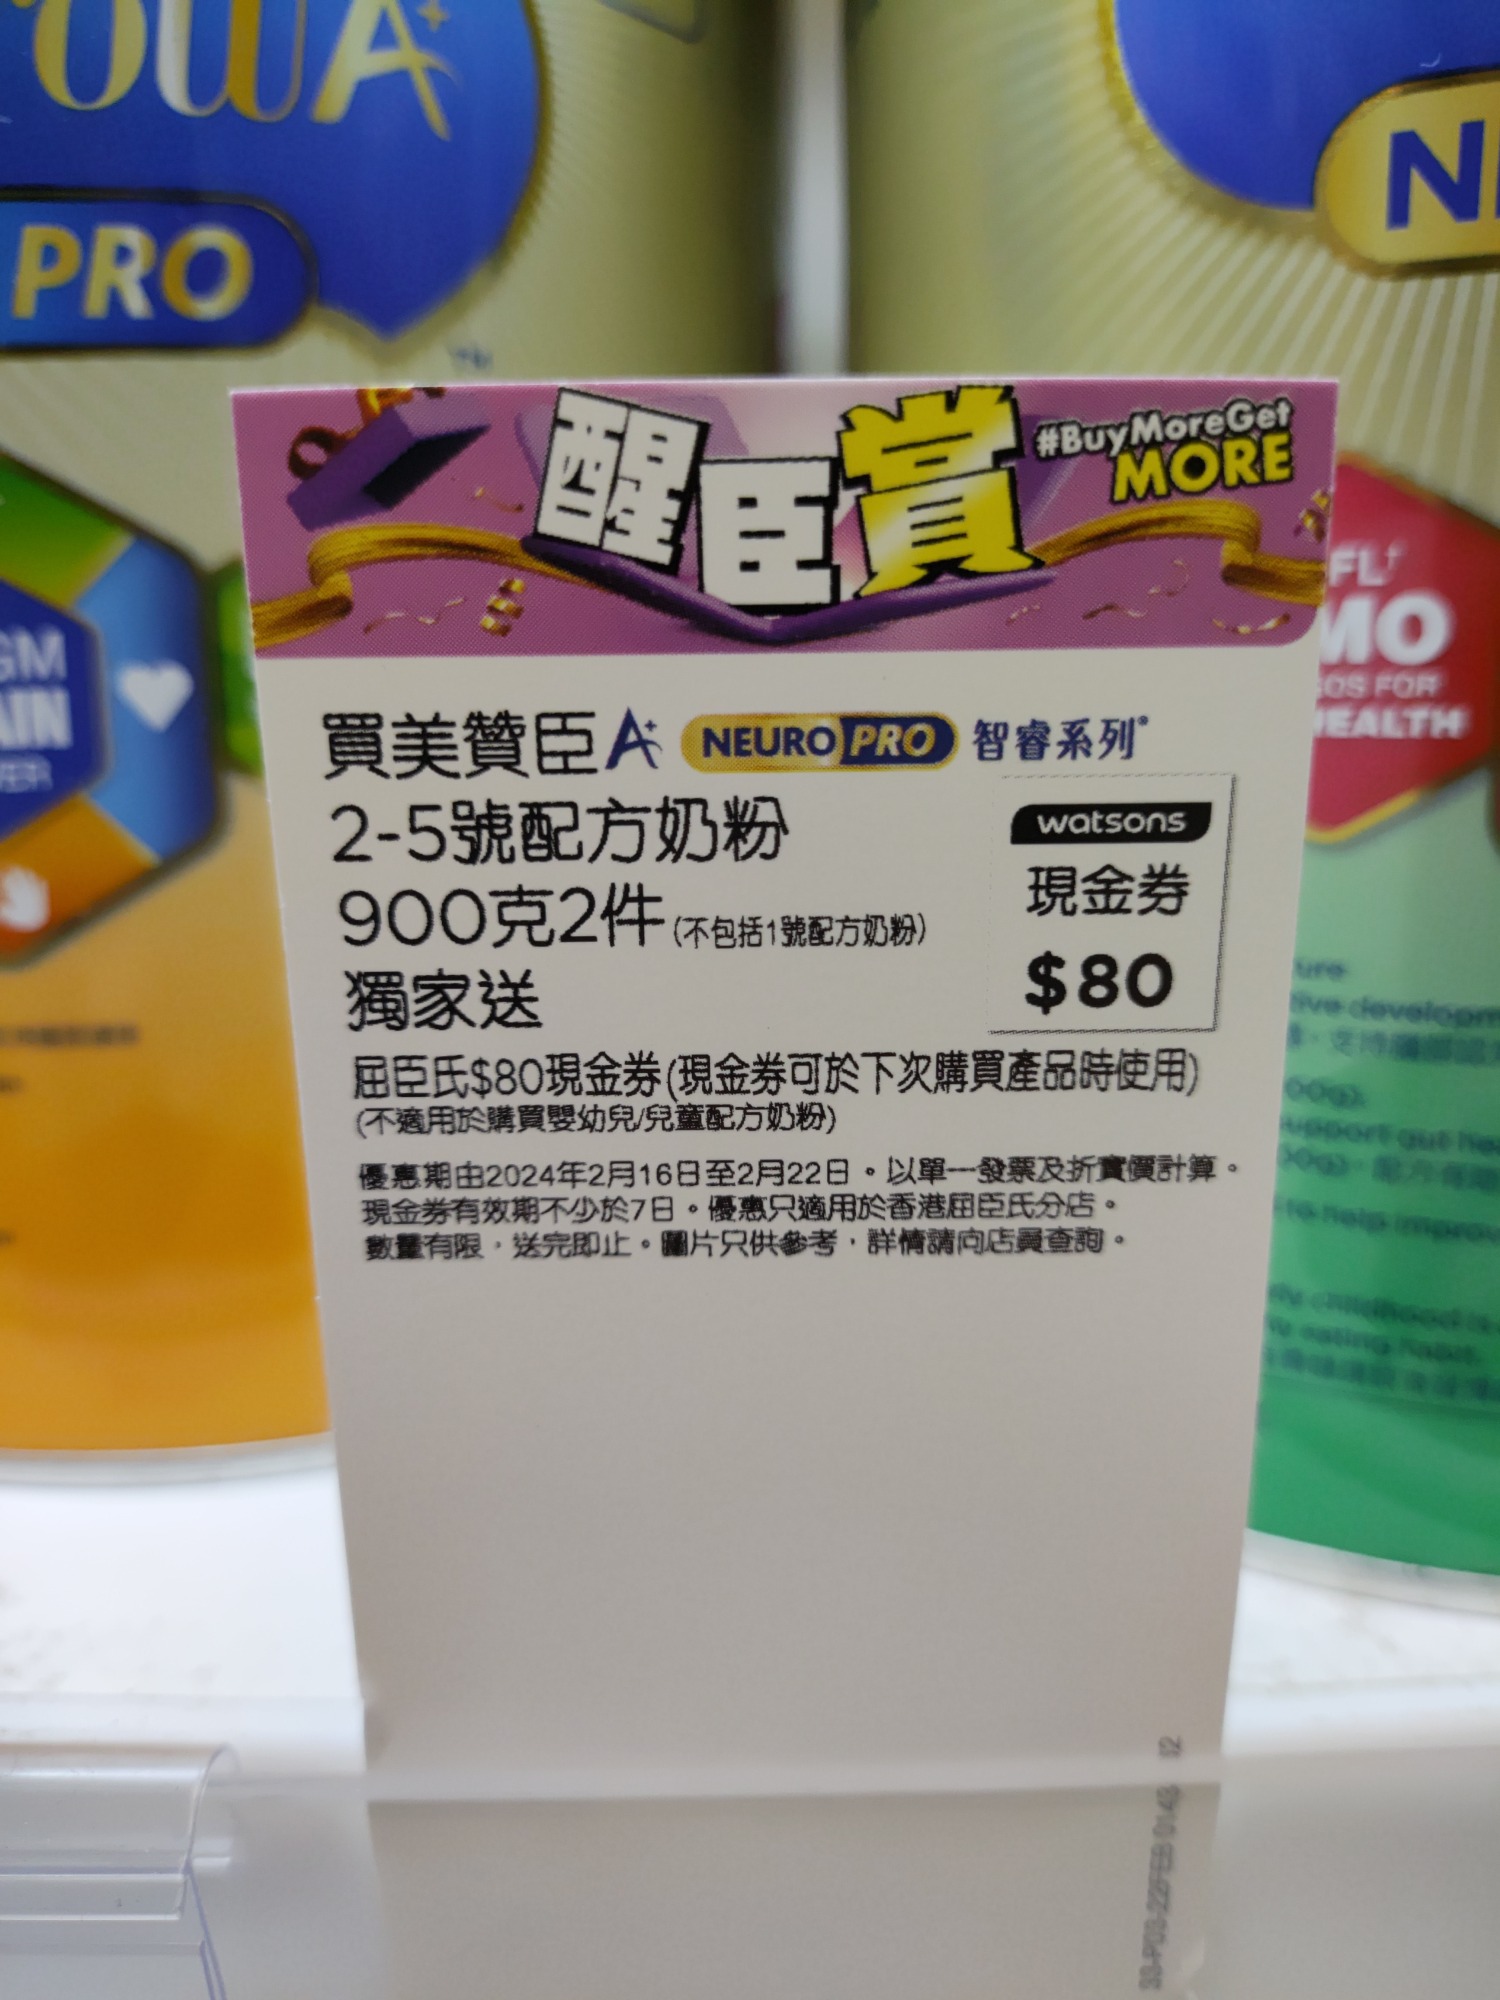 PRO
N
醒臣賞
#BuyMoreGet
MORE
買美贊臣A+ NEURO PRO 智睿系列®
2-5號配方奶粉
900克2件(不包括1號配方奶粉)
獨家送
watsons
現金券
$80
屈臣氏$80現金券(現金券可於下次購買產品時使用)
(不適用於購買嬰幼兒/兒童配方奶粉)
優惠期由2024年2月16日至2月22日。以單一發票及折實價計算。
現金券有效期不少於7日。優惠只適用於香港屈臣氏分店。
數量有限,送完即止。圖片只供參考,詳情請向店員查詢。
GM
AIN
FL
MO
OS FOR
HEALTH